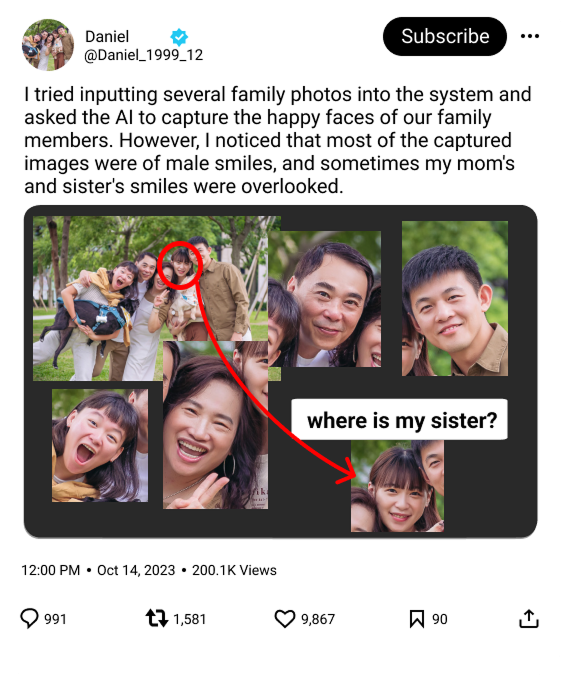 Daniel
@Daniel_1999_12
Subscribe
I tried inputting several family photos into the system and
asked the AI to capture the happy faces of our family
members. However, I noticed that most of the captured
images were of male smiles, and sometimes my mom's
and sister's smiles were overlooked.
where is my sister?
12:00 PM • Oct 14, 2023 • 200.1K Views
991
1,581
9,867
90